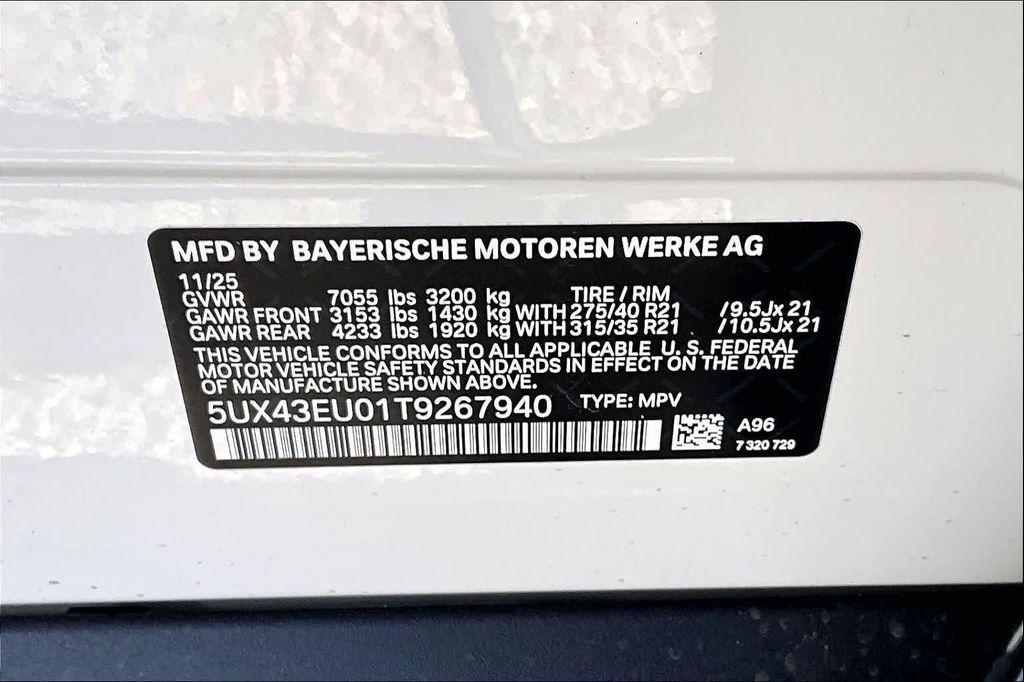 MFD BY BAYERISCHE MOTOREN WERKE AG
11/25
GVWR 7055 lbs 3200 kg TIRE / RIM
GAWR FRONT 3153 lbs 1430 kg WITH 275/40 R21 /9.5Jx21
GAWR REAR 4233 lbs 1920 kg WITH 315/35 R21 /10.5Jx21
THIS VEHICLE CONFORMS TO ALL APPLICABLE U.S. FEDERAL
MOTOR VEHICLE SAFETY STANDARDS IN EFFECT ON THE DATE
OF MANUFACTURE SHOWN ABOVE.
5UX43EU01T9267940 TYPE: MPV
A96
7 320 729